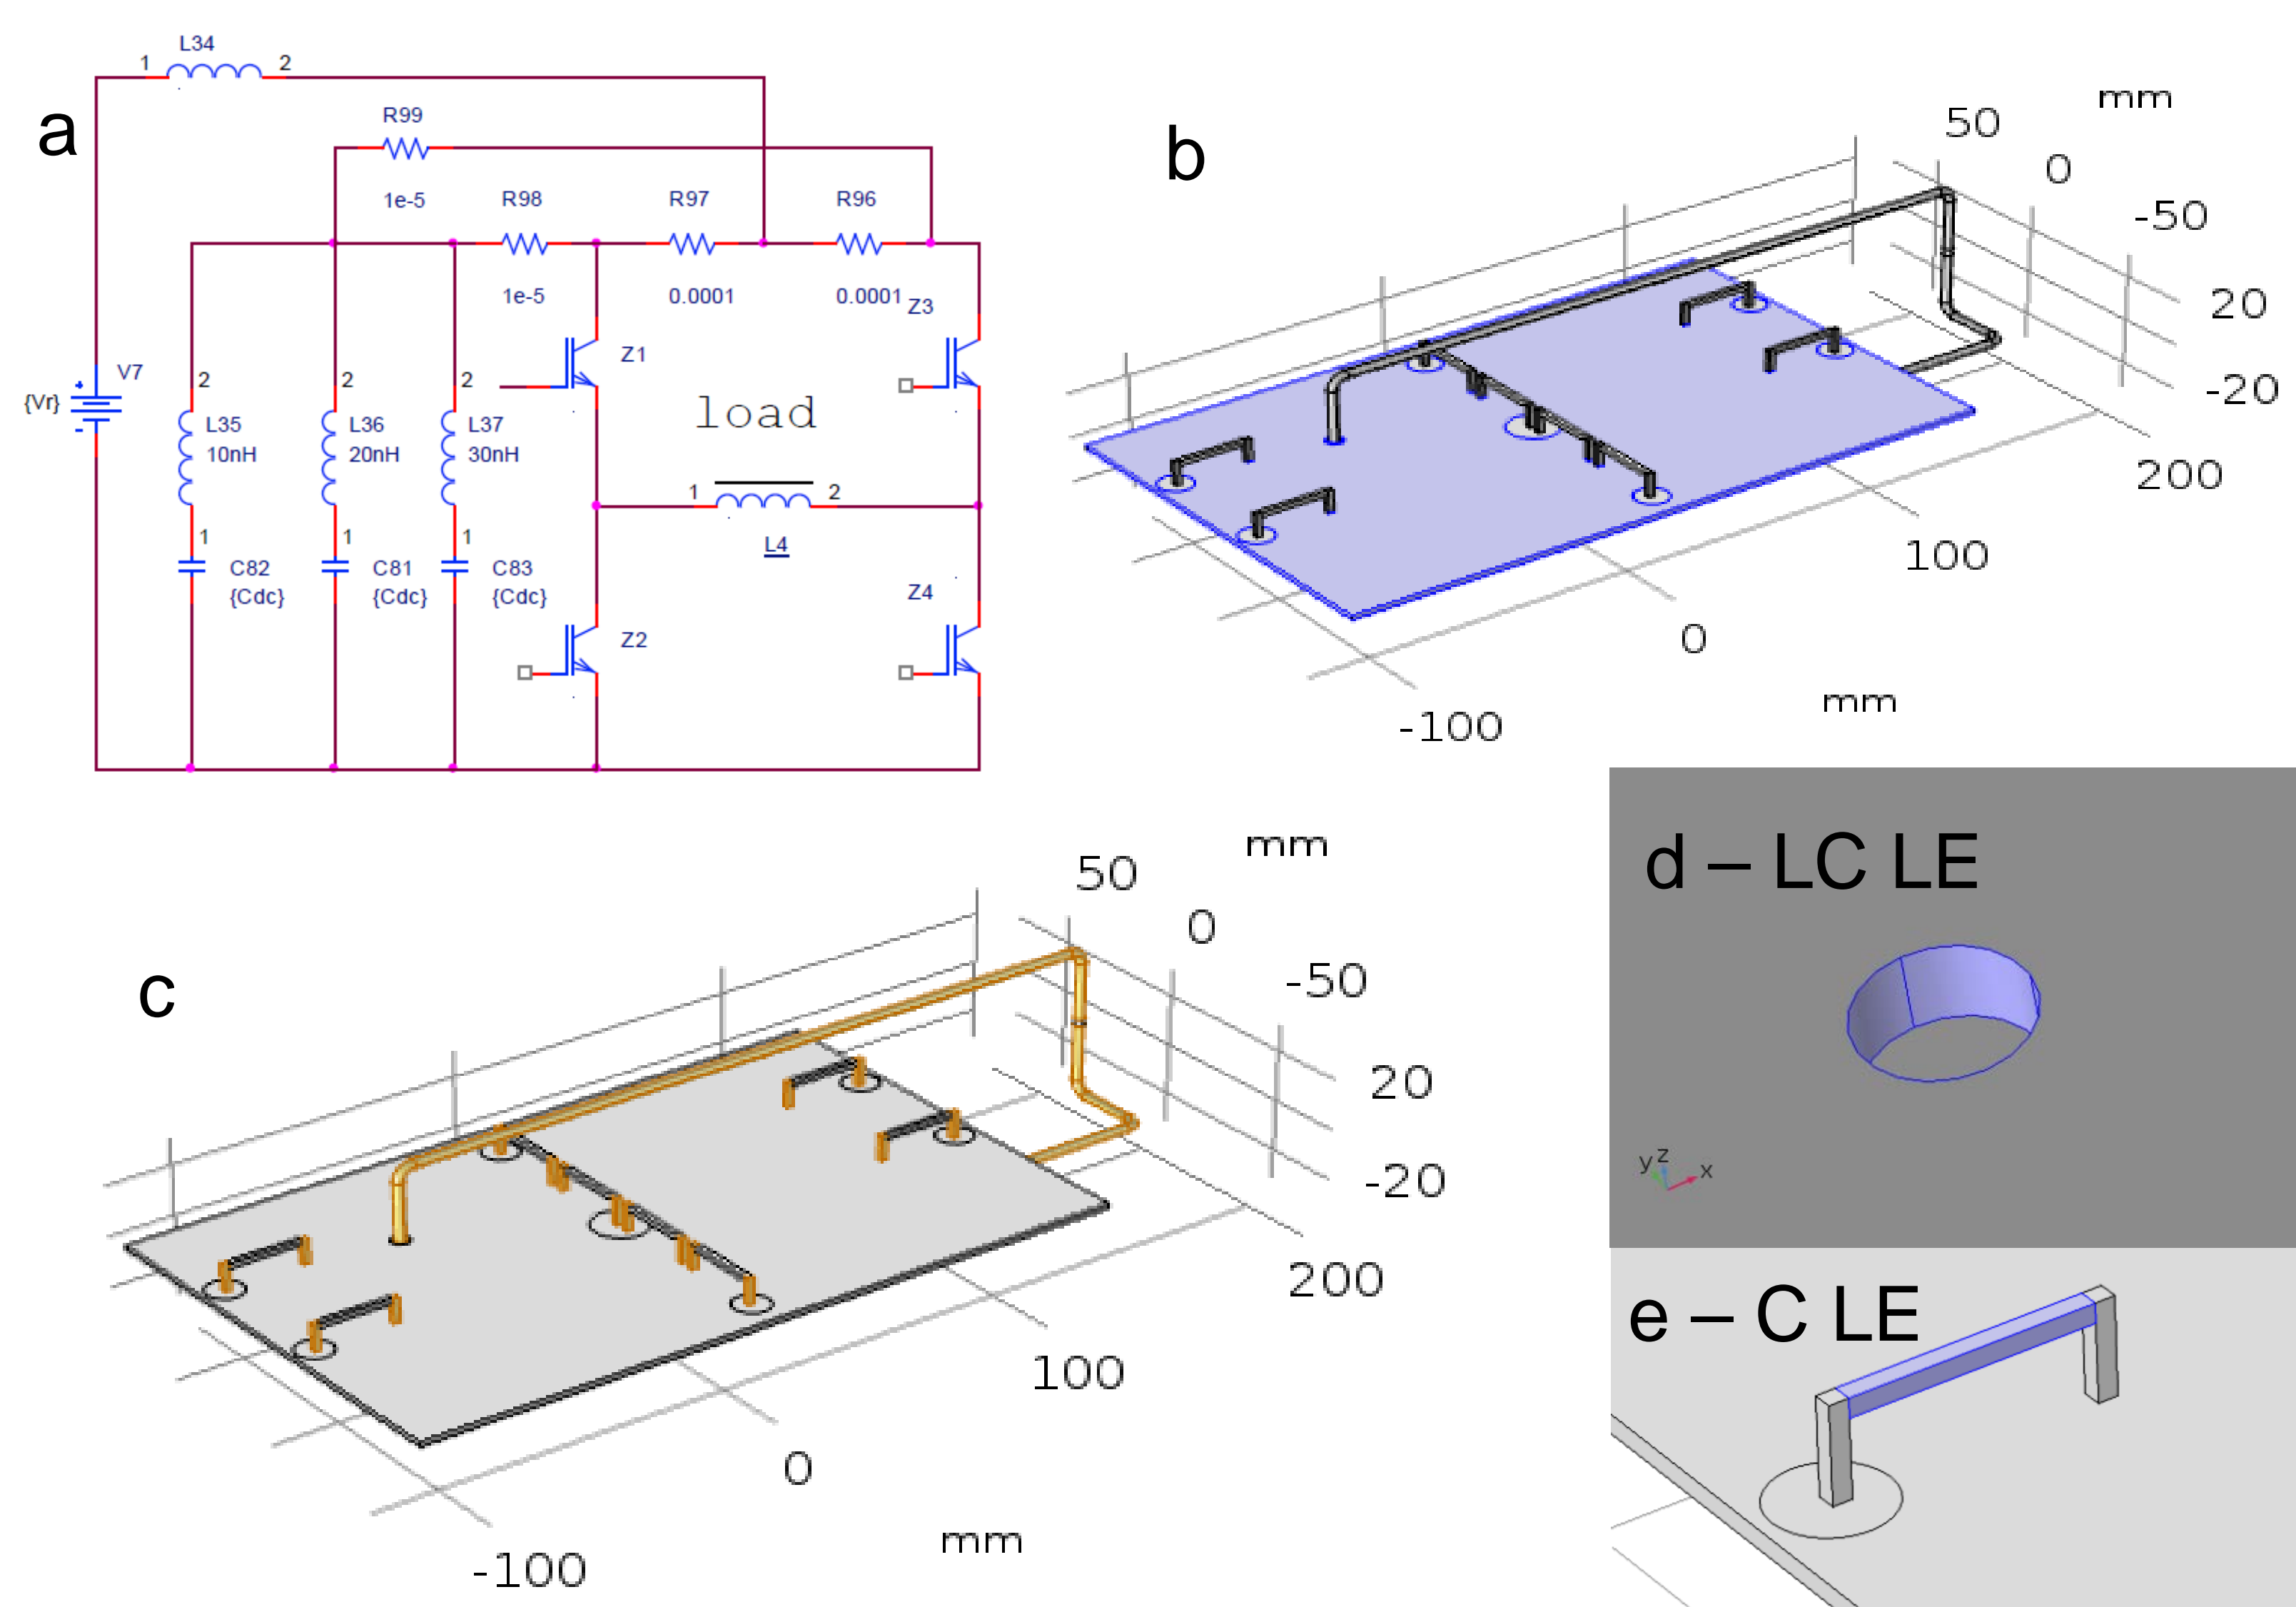 a
L34
1 2
R99
1e-5
R98 R97 R96
1e-5 0.0001 0.0001
Z3
Z1
V7
{Vr}
2 2 2
L35 L36 L37
10nH 20nH 30nH
load
1 2
L4
1 1 1
C82 C81 C83
{Cdc} {Cdc} {Cdc}
Z4
Z2
b
mm
50
0
-50
20
-20
200
100
0
mm
-100
c
mm
50
0
-50
20
-20
200
100
0
mm
-100
d – LC LE
y z x
e – C LE